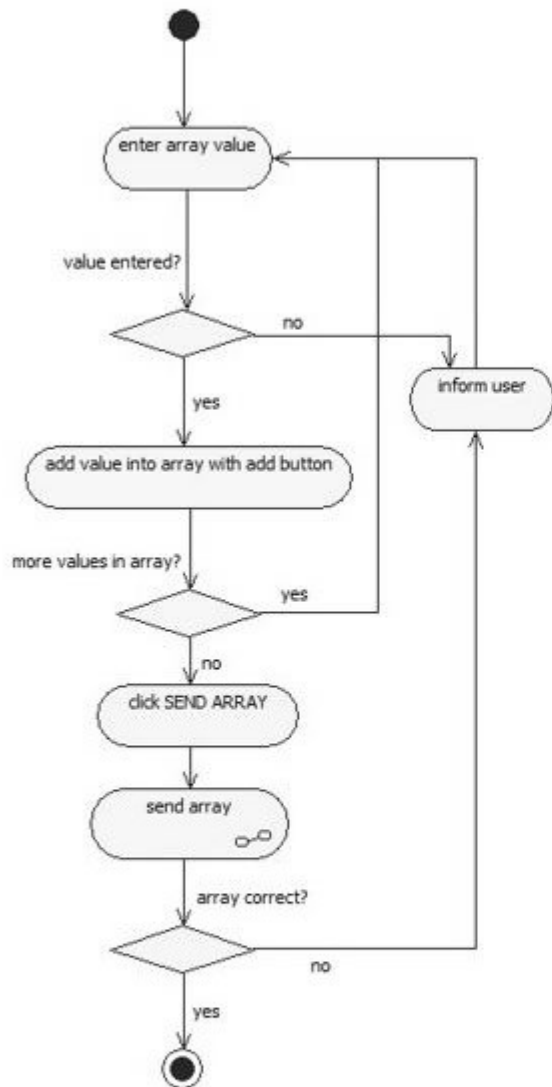 enter array value
value entered?
no
inform user
yes
add value into array with add button
more values in array?
yes
no
click SEND ARRAY
send array
array correct?
no
yes